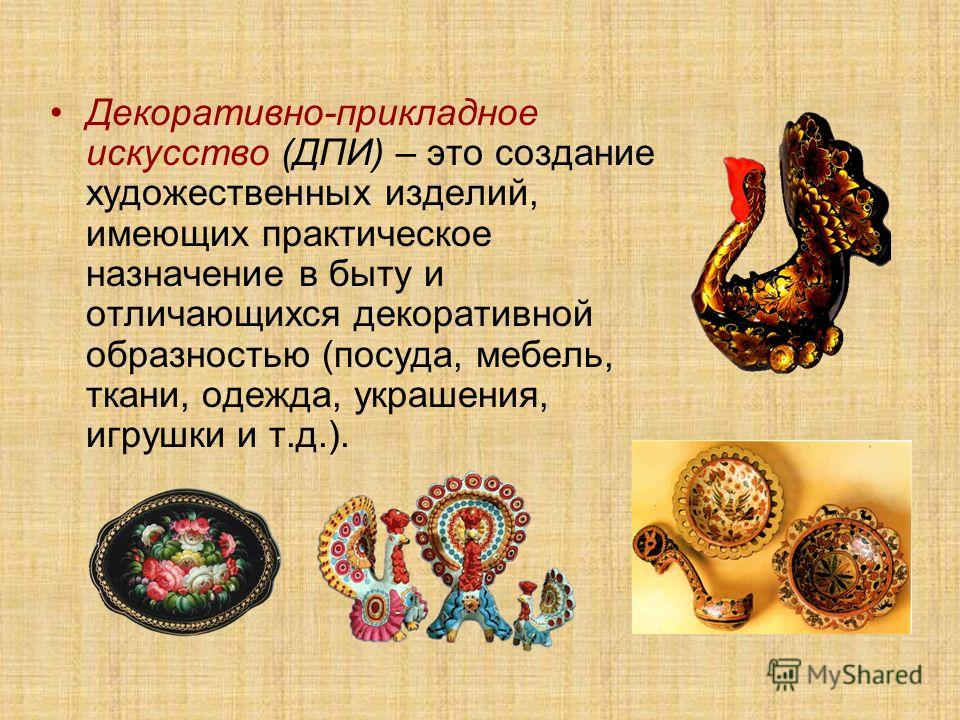 • Декоративно-прикладное
искусство (ДПИ) – это создание
художественных изделий,
имеющих практическое
назначение в быту и
отличающихся декоративной
образностью (посуда, мебель,
ткани, одежда, украшения,
игрушки и т.д.).
MyShared